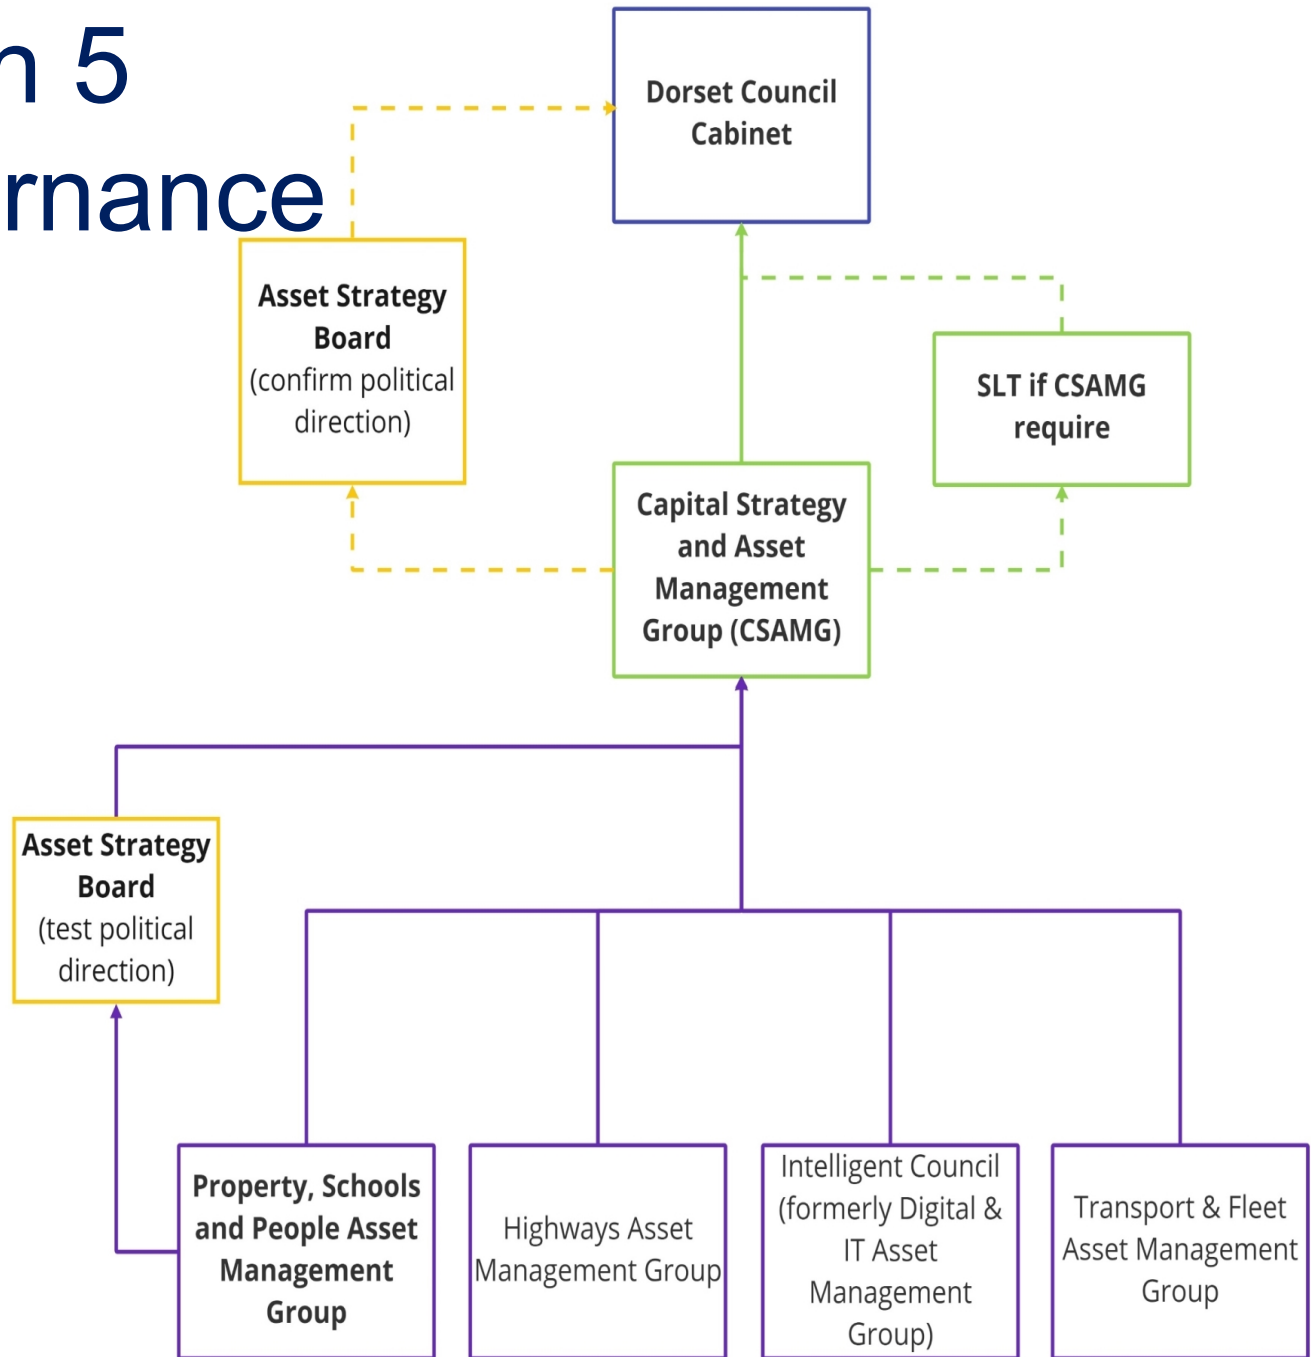 n 5
rnance
Dorset Council
Cabinet
Asset Strategy
Board
(confirm political
direction)
SLT if CSAMG
require
Capital Strategy
and Asset
Management
Group (CSAMG)
Asset Strategy
Board
(test political
direction)
Property, Schools
and People Asset
Management
Group
Highways Asset
Management Group
Intelligent Council
(formerly Digital &
IT Asset
Management
Group)
Transport & Fleet
Asset Management
Group